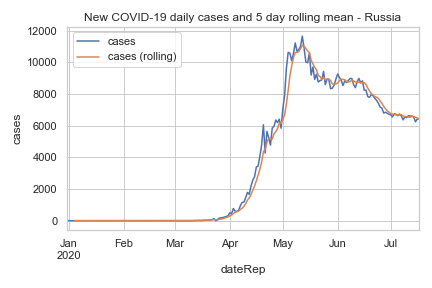 New COVID-19 daily cases and 5 day rolling mean - Russia
12000
10000
8000
6000
4000
2000
0
cases
cases
cases (rolling)
Jan
2020
Feb
Mar
Apr
May
Jun
Jul
dateRep